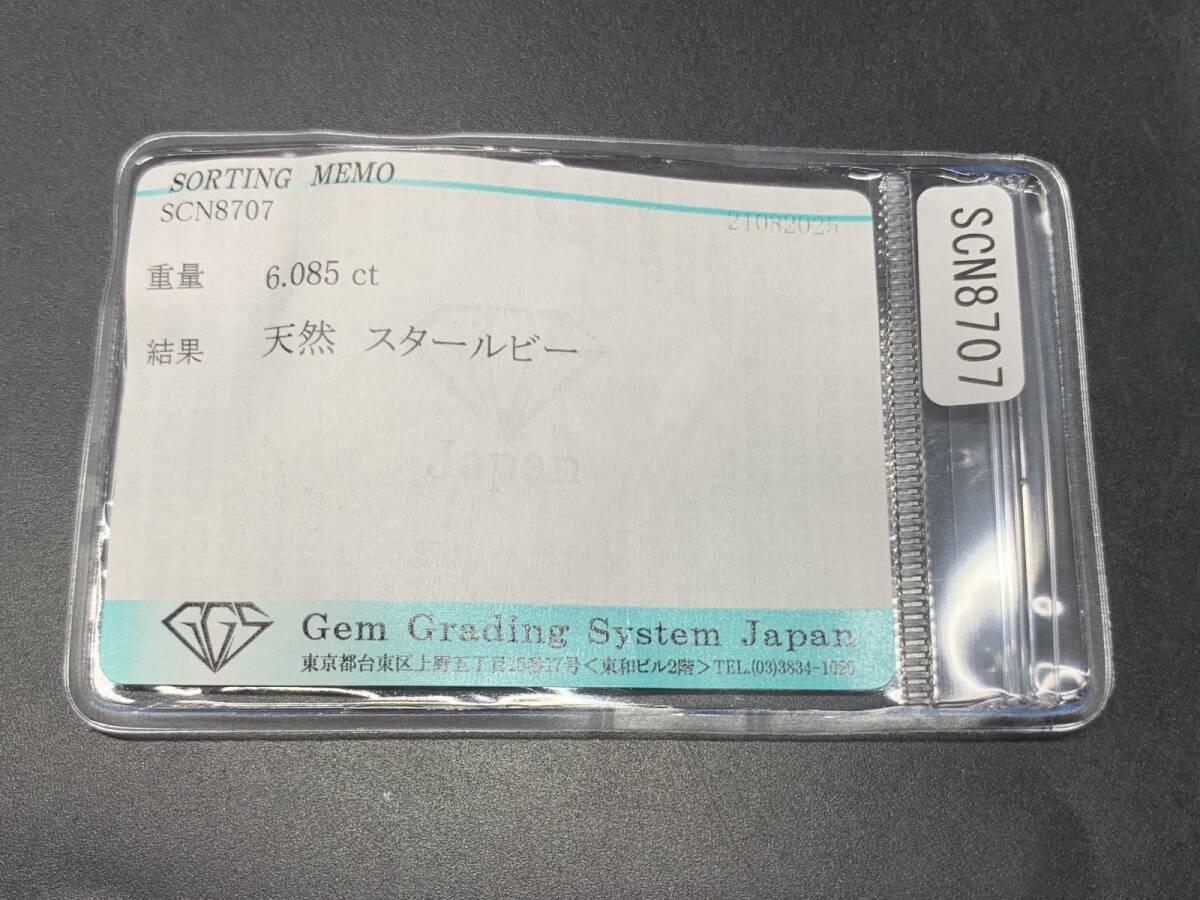 SORTING MEMO
SCN8707
21082025
重量 6.085 ct
結果 天然 スタールビー
Japan
GGS
Gem Grading System Japan
東京都台東区上野五丁目15番17号<東和ビル2階>TEL.(03)3834-1020
SCN8707